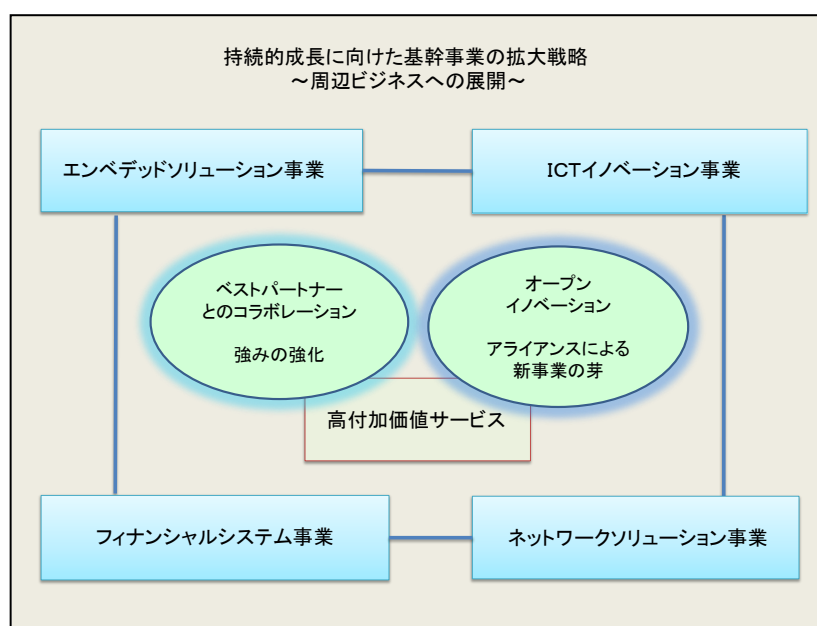 持続的成長に向けた基幹事業の拡大戦略
～周辺ビジネスへの展開～
エンベデッドソリューション事業
ICTイノベーション事業
ベストパートナー
とのコラボレーション
強みの強化
オープン
イノベーション
アライアンスによる
新事業の芽
高付加価値サービス
フィナンシャルシステム事業
ネットワークソリューション事業